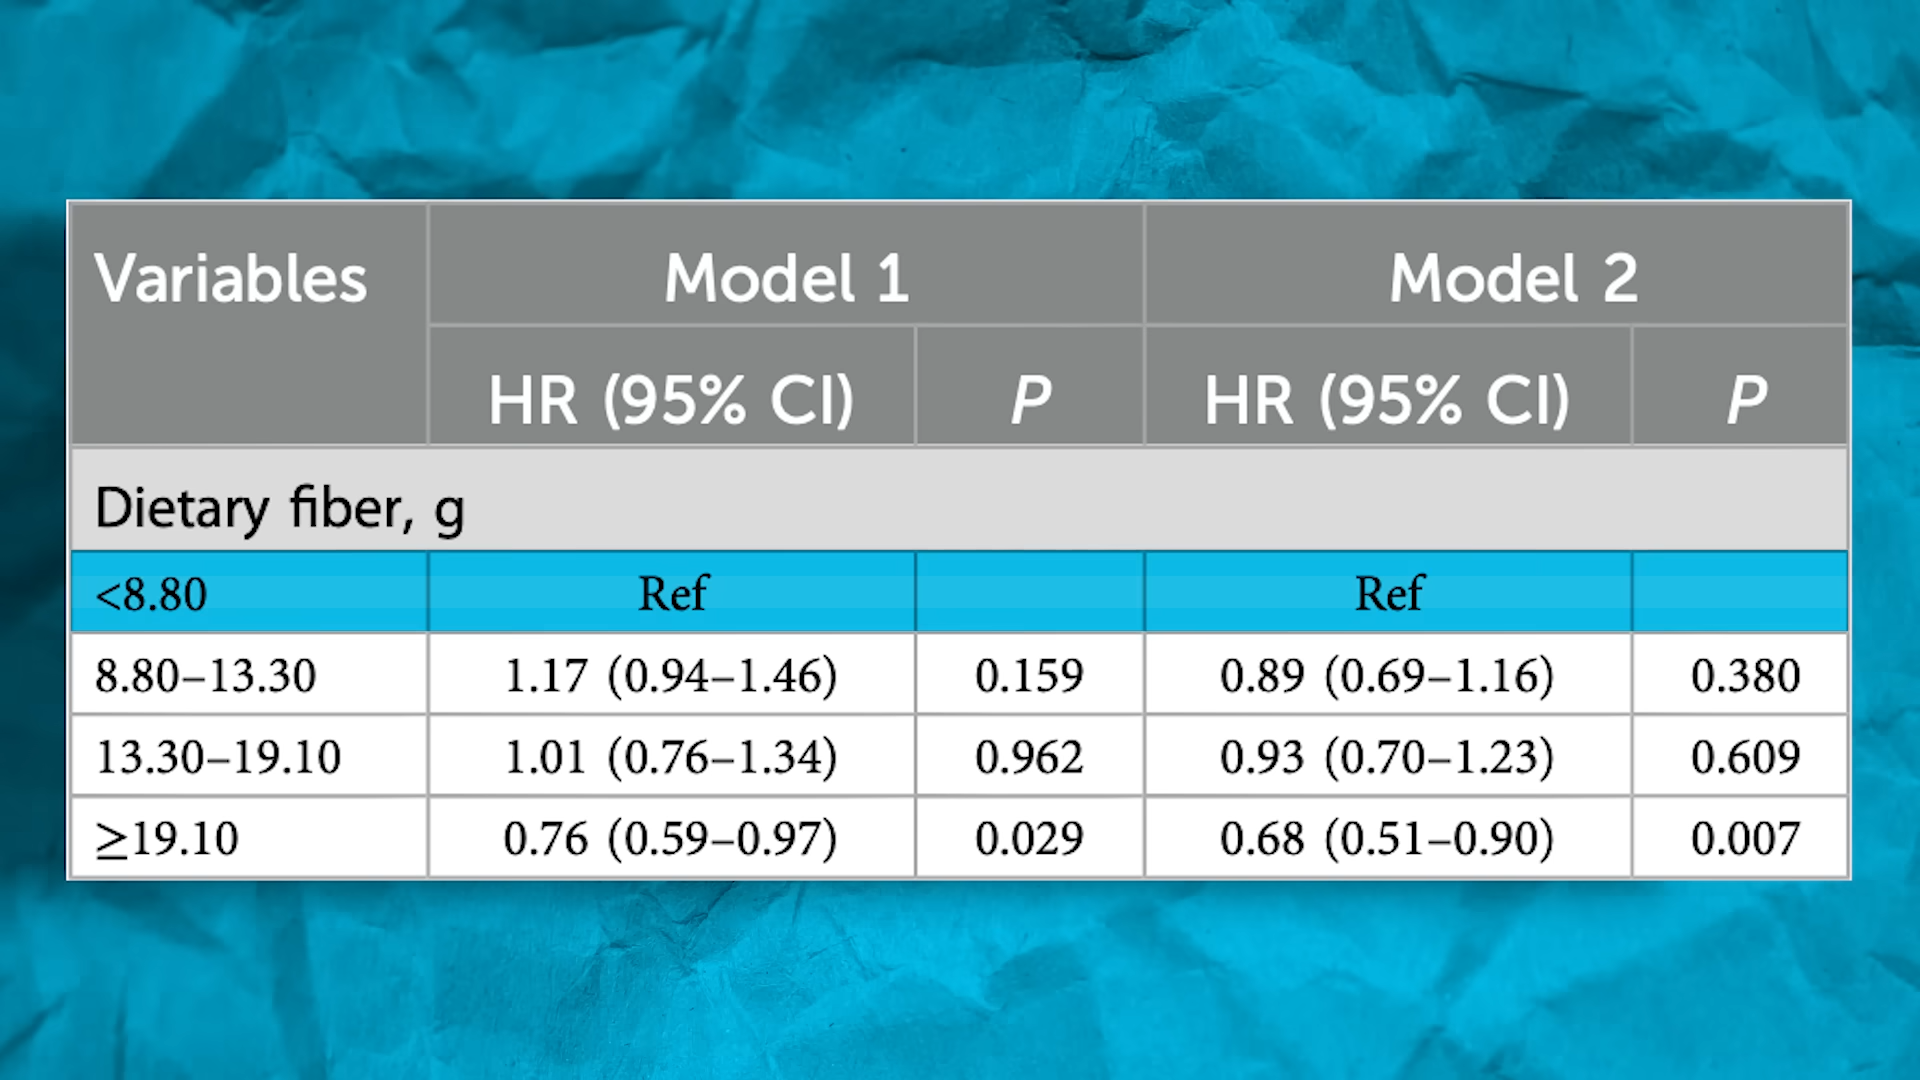 Variables Model 1 Model 2
HR (95% CI) P HR (95% CI) P
Dietary fiber, g
<8.80 Ref Ref
8.80–13.30 1.17 (0.94–1.46) 0.159 0.89 (0.69–1.16) 0.380
13.30–19.10 1.01 (0.76–1.34) 0.962 0.93 (0.70–1.23) 0.609
≥19.10 0.76 (0.59–0.97) 0.029 0.68 (0.51–0.90) 0.007